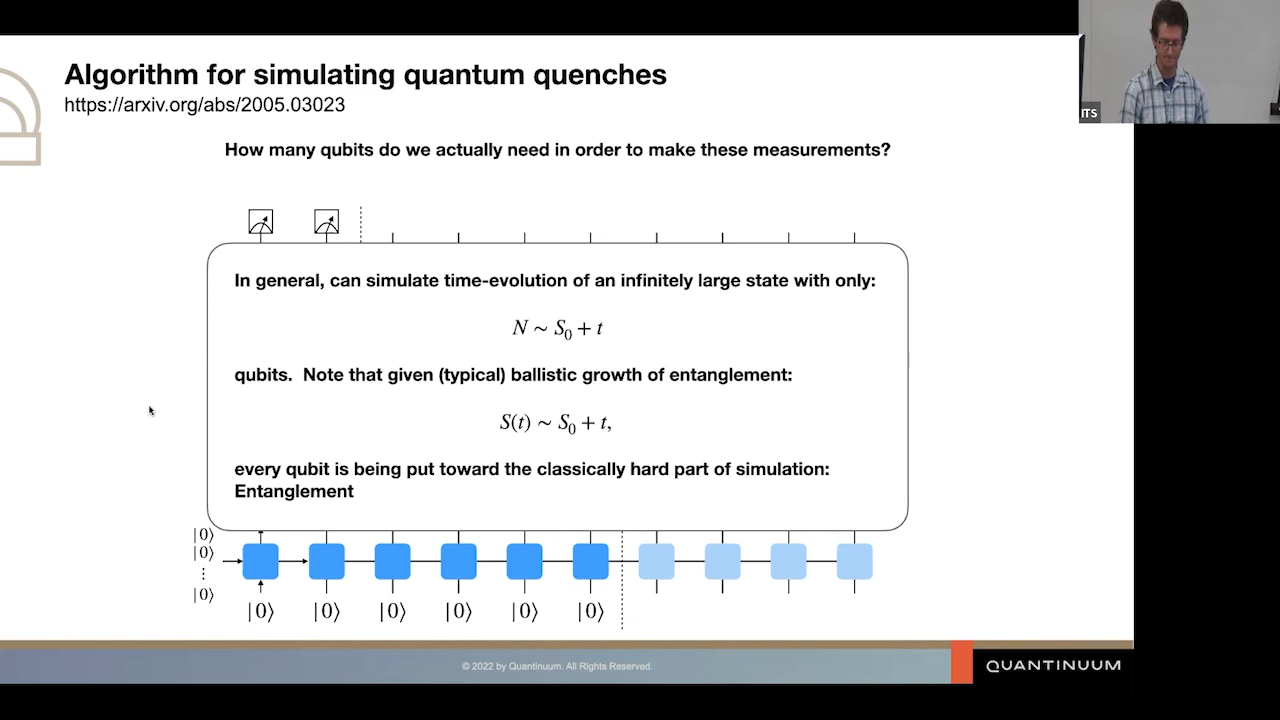 Algorithm for simulating quantum quenches
https://arxiv.org/abs/2005.03023
ITS
How many qubits do we actually need in order to make these measurements?
In general, can simulate time-evolution of an infinitely large state with only:
N ~ S₀ + t
qubits. Note that given (typical) ballistic growth of entanglement:
S(t) ~ S₀ + t,
every qubit is being put toward the classically hard part of simulation:
Entanglement
|0⟩
|0⟩
⋮
|0⟩
|0⟩ |0⟩ |0⟩ |0⟩ |0⟩ |0⟩
© 2022 by Quantinuum. All Rights Reserved.
QUANTINUUM